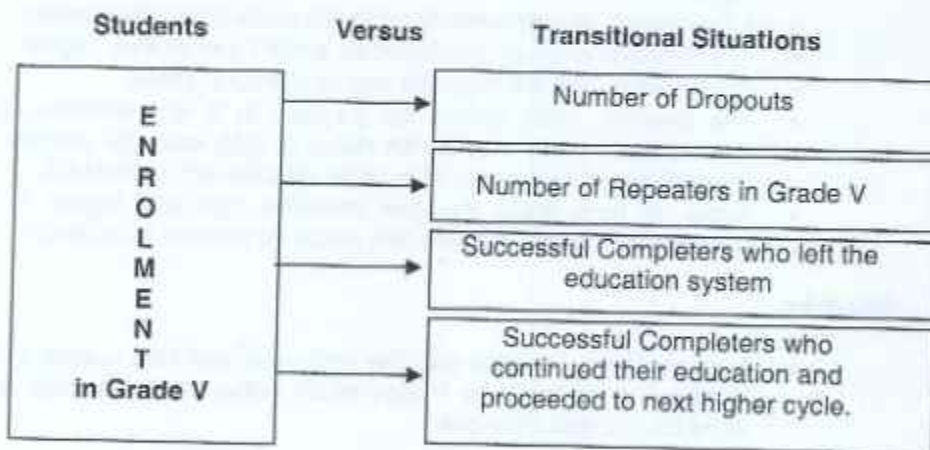 Students Versus Transitional Situations
E
N
R
O
L
M
E
N
T
in Grade V
Number of Dropouts
Number of Repeaters in Grade V
Successful Completers who left the
education system
Successful Completers who
continued their education and
proceeded to next higher cycle.